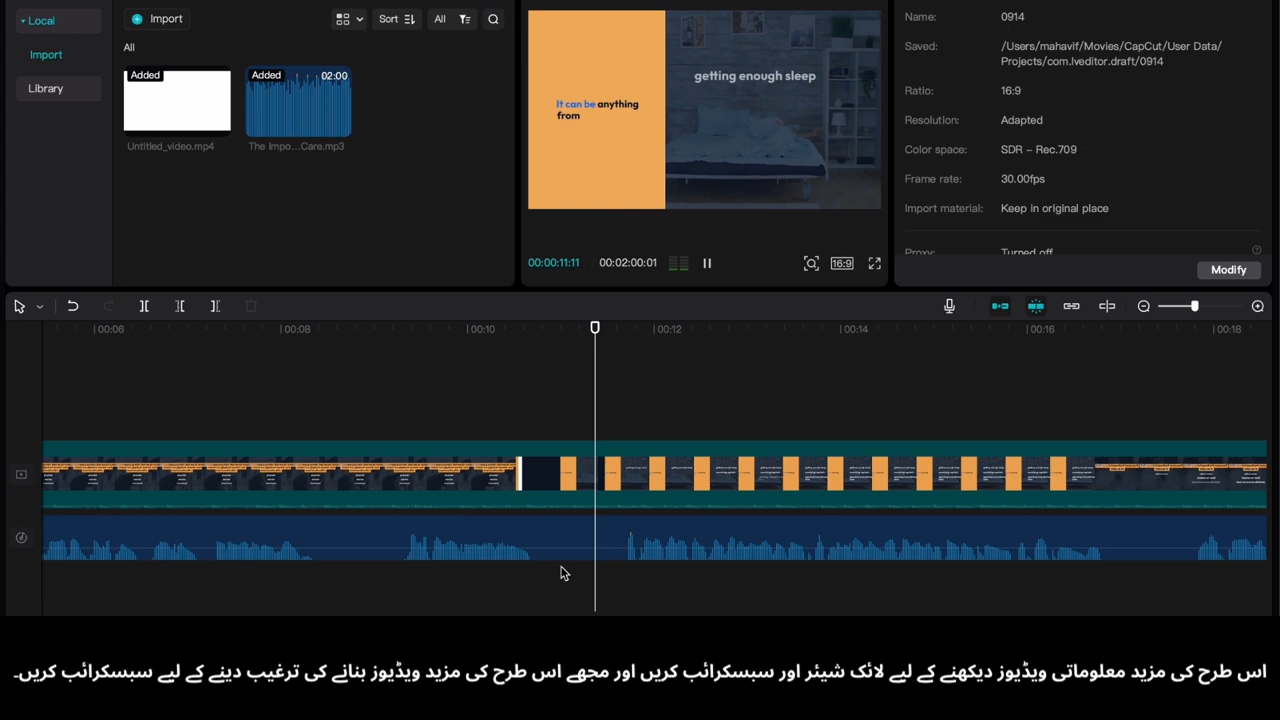 Local
Import
Library
Import
Sort
All
All
Added
Untitled_video.mp4
Added
02:00
The Impo...Care.mp3
It can be anything
from
getting enough sleep
00:00:11:11
00:02:00:01
16:9
Name: 0914
Saved: /Users/mahavif/Movies/CapCut/User Data/
Projects/com.lveditor.draft/0914
Ratio: 16:9
Resolution: Adapted
Color space: SDR – Rec.709
Frame rate: 30.00fps
Import material: Keep in original place
Proxy: Turned off
Modify
00:06
00:08
00:10
00:12
00:14
00:16
00:18
اس طرح کی مزید معلوماتی ویڈیوز دیکھنے کے لیے لائک شیئر اور سبسکرائب کریں اور مجھے اس طرح کی مزید ویڈیوز بنانے کی ترغیب دینے کے لیے سبسکرائب کریں۔